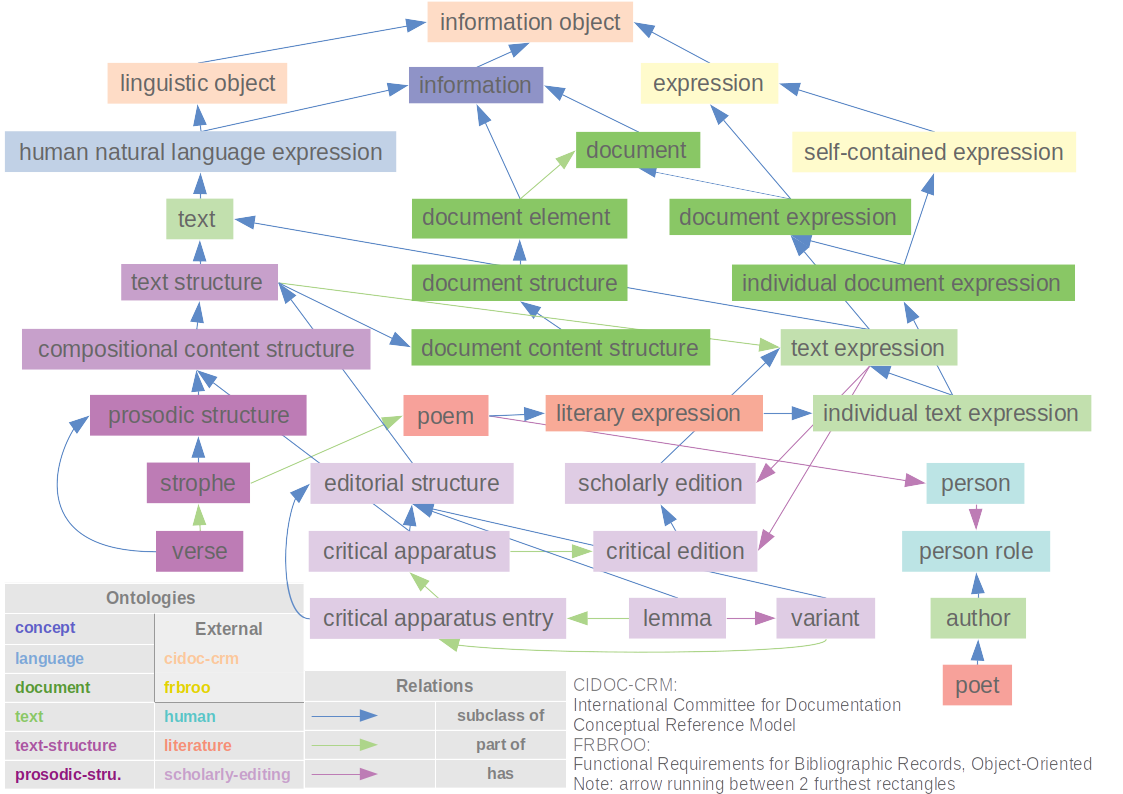 information object
linguistic object
information
expression
human natural language expression
document
self-contained expression
text
document element
document expression
text structure
document structure
individual document expression
compositional content structure
document content structure
text expression
prosodic structure
poem
literary expression
individual text expression
strophe
editorial structure
scholarly edition
person
verse
critical apparatus
critical edition
person role
critical apparatus entry
lemma
variant
author
poet
Ontologies
concept
External
language
cidoc-crm
document
frbroo
text
human
text-structure
literature
prosodic-stru.
scholarly-editing
Relations
subclass of
part of
has
CIDOC-CRM:
International Committee for Documentation
Conceptual Reference Model
FRBROO:
Functional Requirements for Bibliographic Records, Object-Oriented
Note: arrow running between 2 furthest rectangles